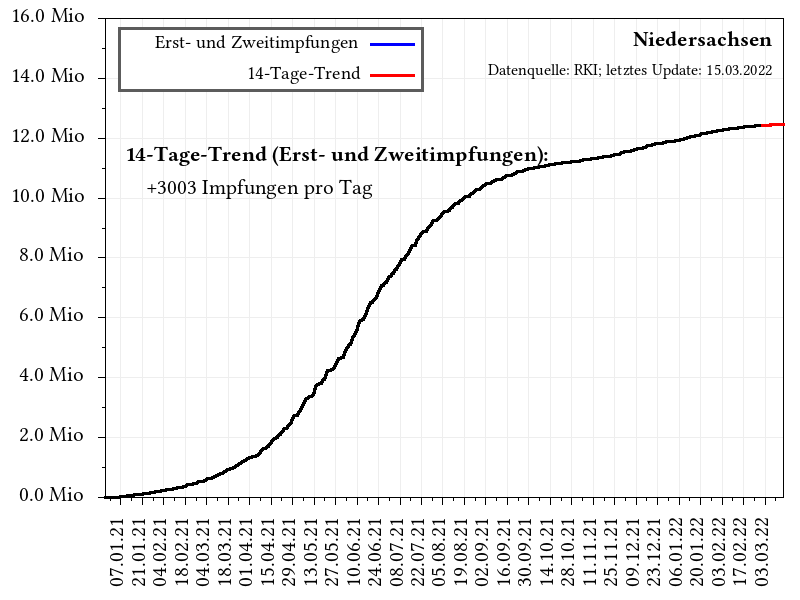 16.0 Mio
14.0 Mio
12.0 Mio
10.0 Mio
8.0 Mio
6.0 Mio
4.0 Mio
2.0 Mio
0.0 Mio
Erst- und Zweitimpfungen
14-Tage-Trend
Niedersachsen
Datenquelle: RKI; letztes Update: 15.03.2022
14-Tage-Trend (Erst- und Zweitimpfungen):
+3003 Impfungen pro Tag
07.01.21
21.01.21
04.02.21
18.02.21
04.03.21
18.03.21
01.04.21
15.04.21
29.04.21
13.05.21
27.05.21
10.06.21
24.06.21
08.07.21
22.07.21
05.08.21
19.08.21
02.09.21
16.09.21
30.09.21
14.10.21
28.10.21
11.11.21
25.11.21
09.12.21
23.12.21
06.01.22
20.01.22
03.02.22
17.02.22
03.03.22